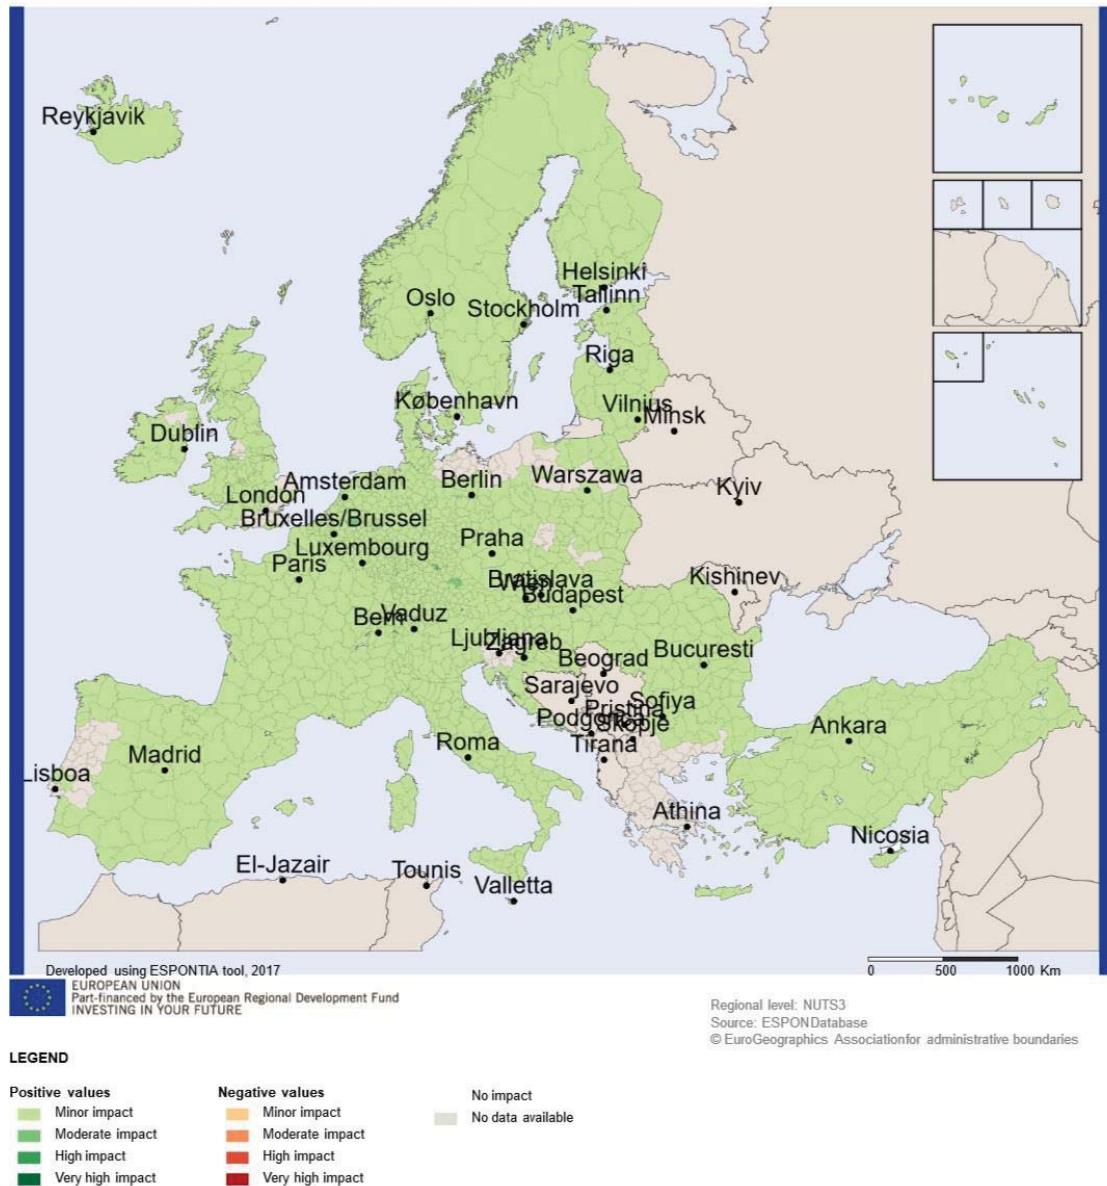 Reykjavik
Helsinki
Oslo
Tallinn
Stockholm
Riga
København
Vilnius
Minsk
Dublin
Amsterdam
Berlin
Warszawa
London
Kyiv
Bruxelles/Brussel
Praha
Luxembourg
Paris
Bratislava
Wien
Kishinev
Budapest
Bern
Vaduz
Ljubljana
Zagreb
Beograd
Bucuresti
Sarajevo
Sofiya
Pristina
Podgorica
Skopje
Ankara
Roma
Tirana
Madrid
Lisboa
Athina
Nicosia
El-Jazair
Tounis
Valletta
Developed using ESPONTIA tool, 2017
0 500 1000 Km
EUROPEAN UNION
Part-financed by the European Regional Development Fund
INVESTING IN YOUR FUTURE
Regional level: NUTS3
Source: ESPONDatabase
© EuroGeographics Associationfor administrative boundaries
LEGEND
Positive values
Minor impact
Moderate impact
High impact
Very high impact
Negative values
Minor impact
Moderate impact
High impact
Very high impact
No impact
No data available